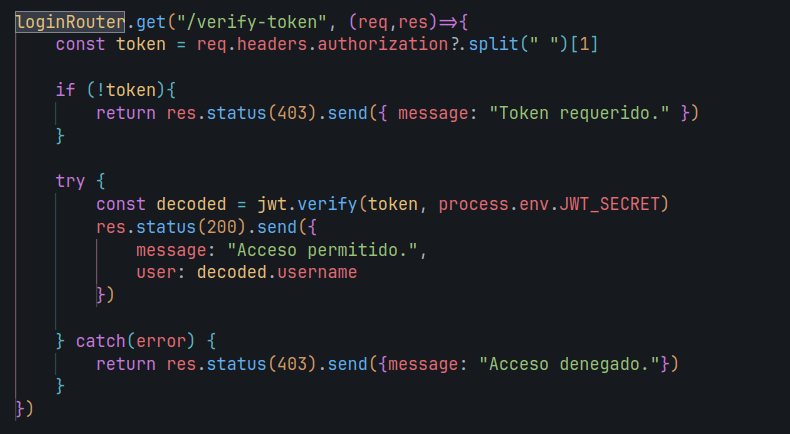 loginRouter.get("/verify-token", (req,res)=>{
    const token = req.headers.authorization?.split(" ")[1]

    if (!token){
        return res.status(403).send({ message: "Token requerido." })
    }

    try {
        const decoded = jwt.verify(token, process.env.JWT_SECRET)
        res.status(200).send({
            message: "Acceso permitido.",
            user: decoded.username
        })

    } catch(error) {
        return res.status(403).send({message: "Acceso denegado."})
    }
})